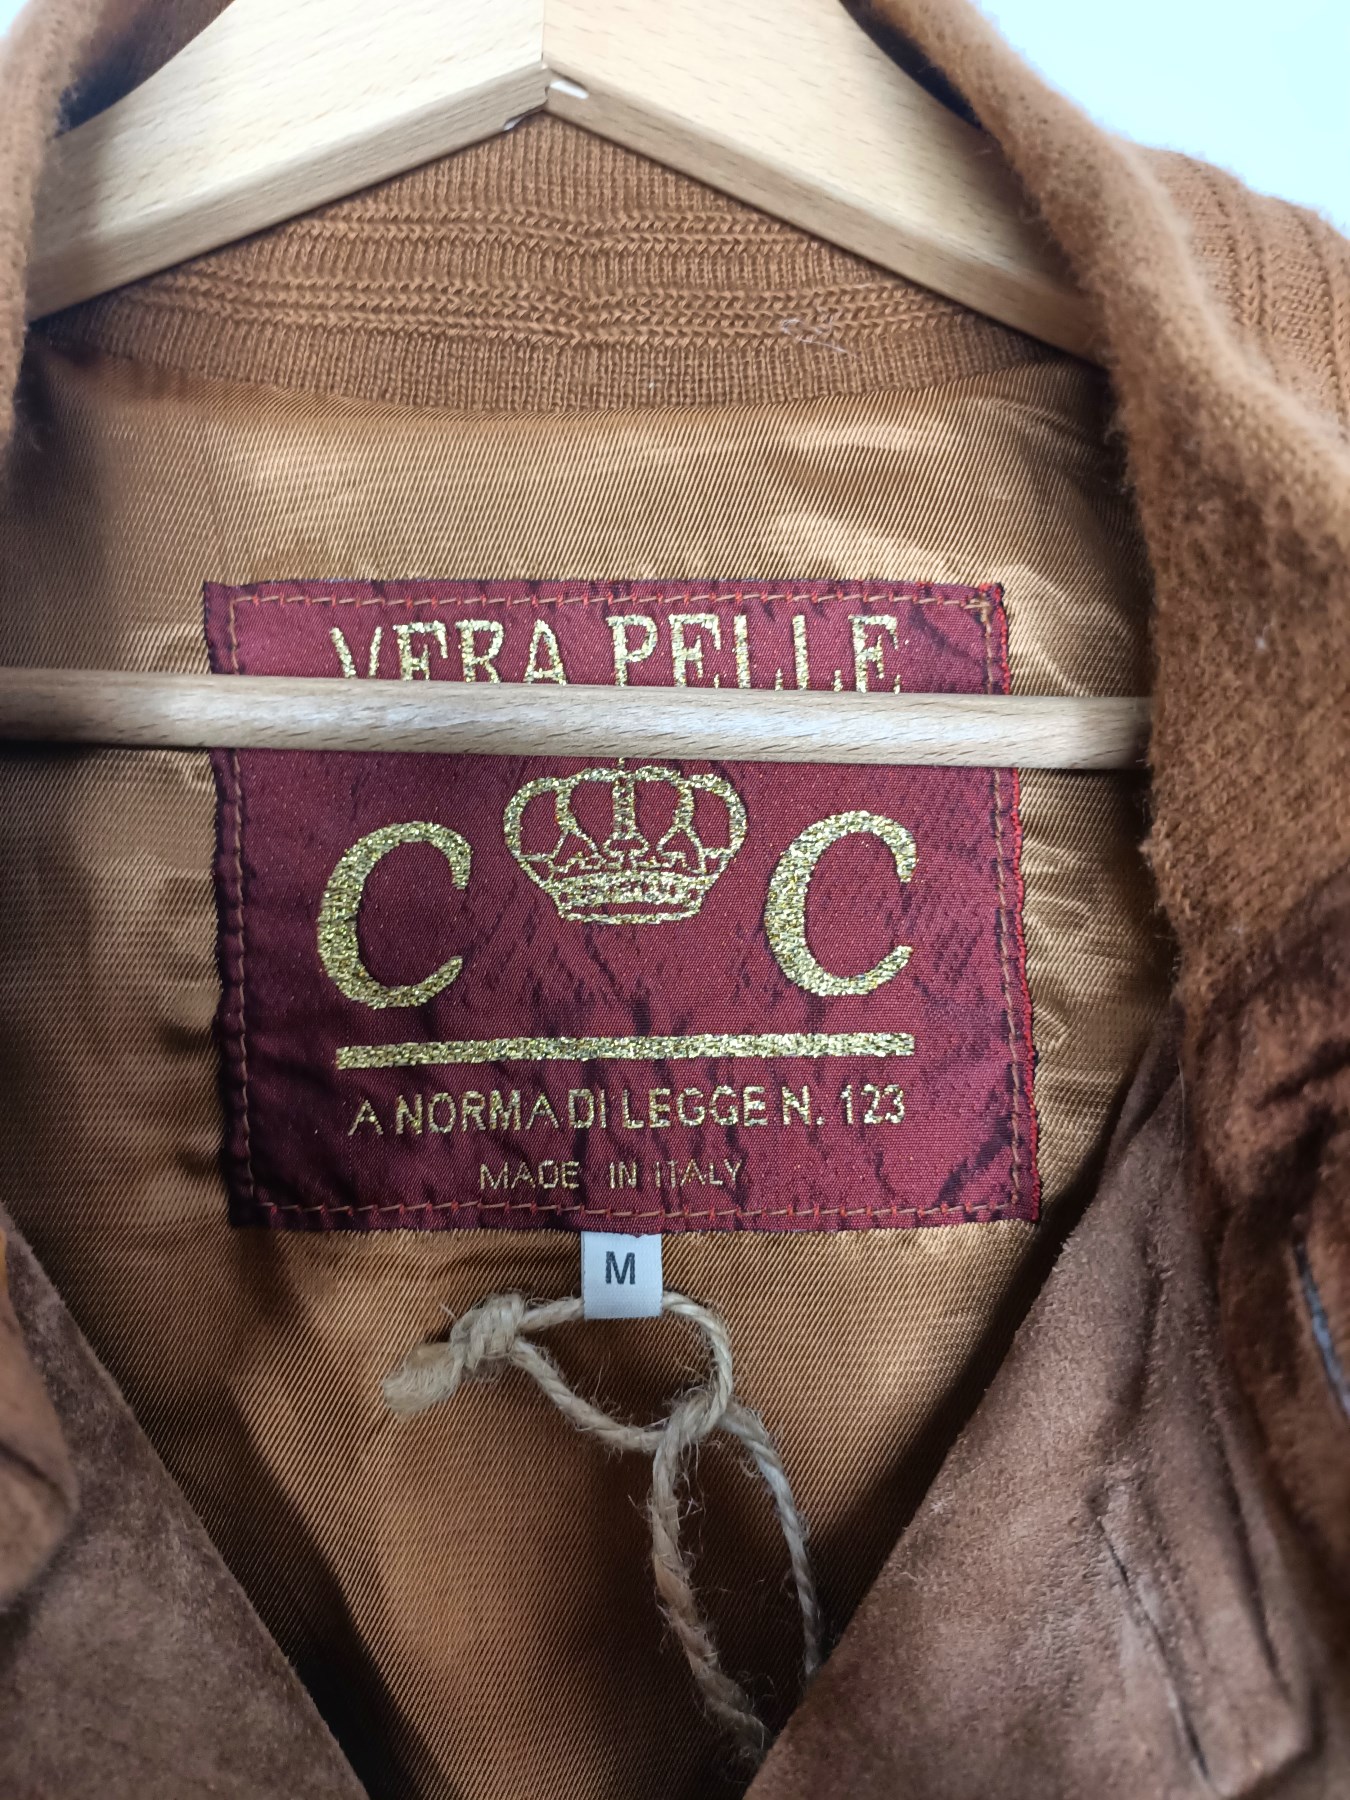 VERA PELLE
C C
A NORMA DI LEGGE N. 123
MADE IN ITALY
M